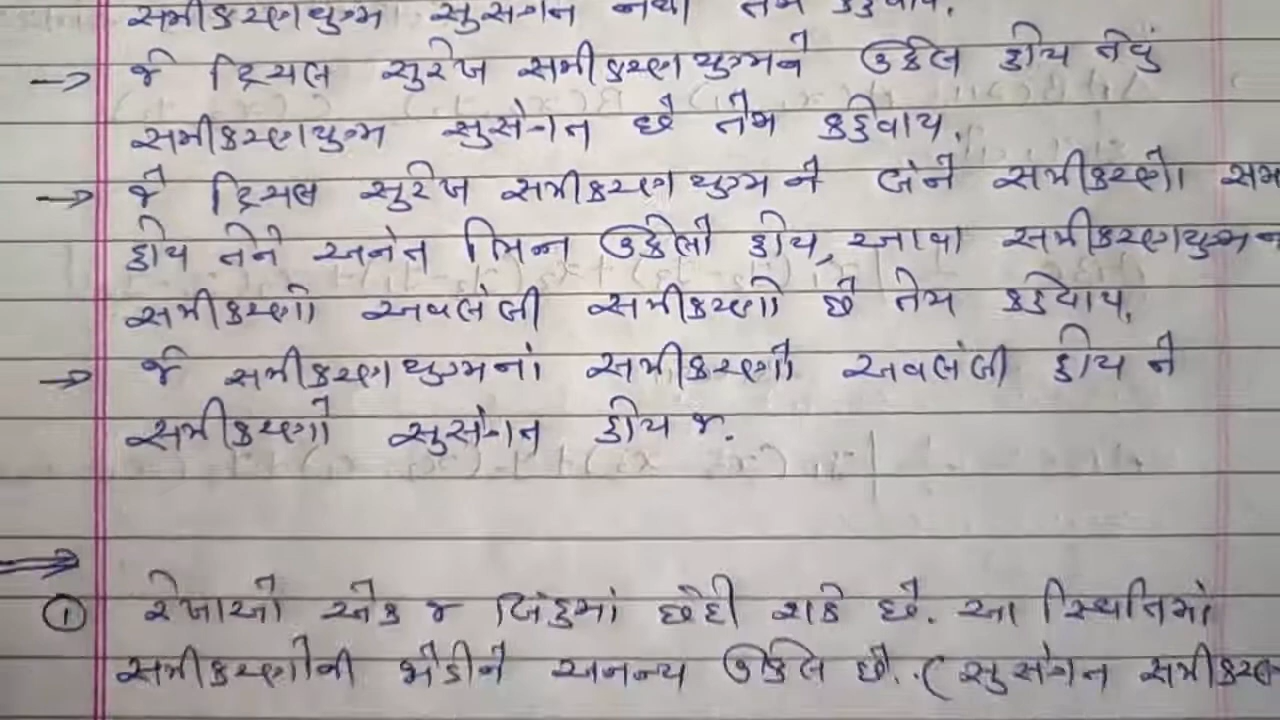 સમીકરણયુગ્મ સુસંગત નથી તેમ કહેવાય.
→ જે દ્વિચલ સુરેખ સમીકરણયુગ્મને ઉકેલ હોય તેવું
સમીકરણયુગ્મ સુસંગત છે તેમ કહેવાય.
→ જે દ્વિચલ સુરેખ સમીકરણયુગ્મને બંને સમીકરણો સમ
હોય તેને અનંત ભિન્ન ઉકેલો હોય, આવા સમીકરણયુગ્મન
સમીકરણો અવલંબી સમીકરણો છે તેમ કહેવાય.
→ જે સમીકરણયુગ્મનાં સમીકરણો અવલંબી હોય તે
સમીકરણો સુસંગત હોય જ.
⇒
① રેખાઓ એક જ બિંદુમાં છેદી શકે છે. આ સ્થિતિમાં
સમીકરણોની જોડીને અનન્ય ઉકેલ છે. (સુસંગત સમીકરણ